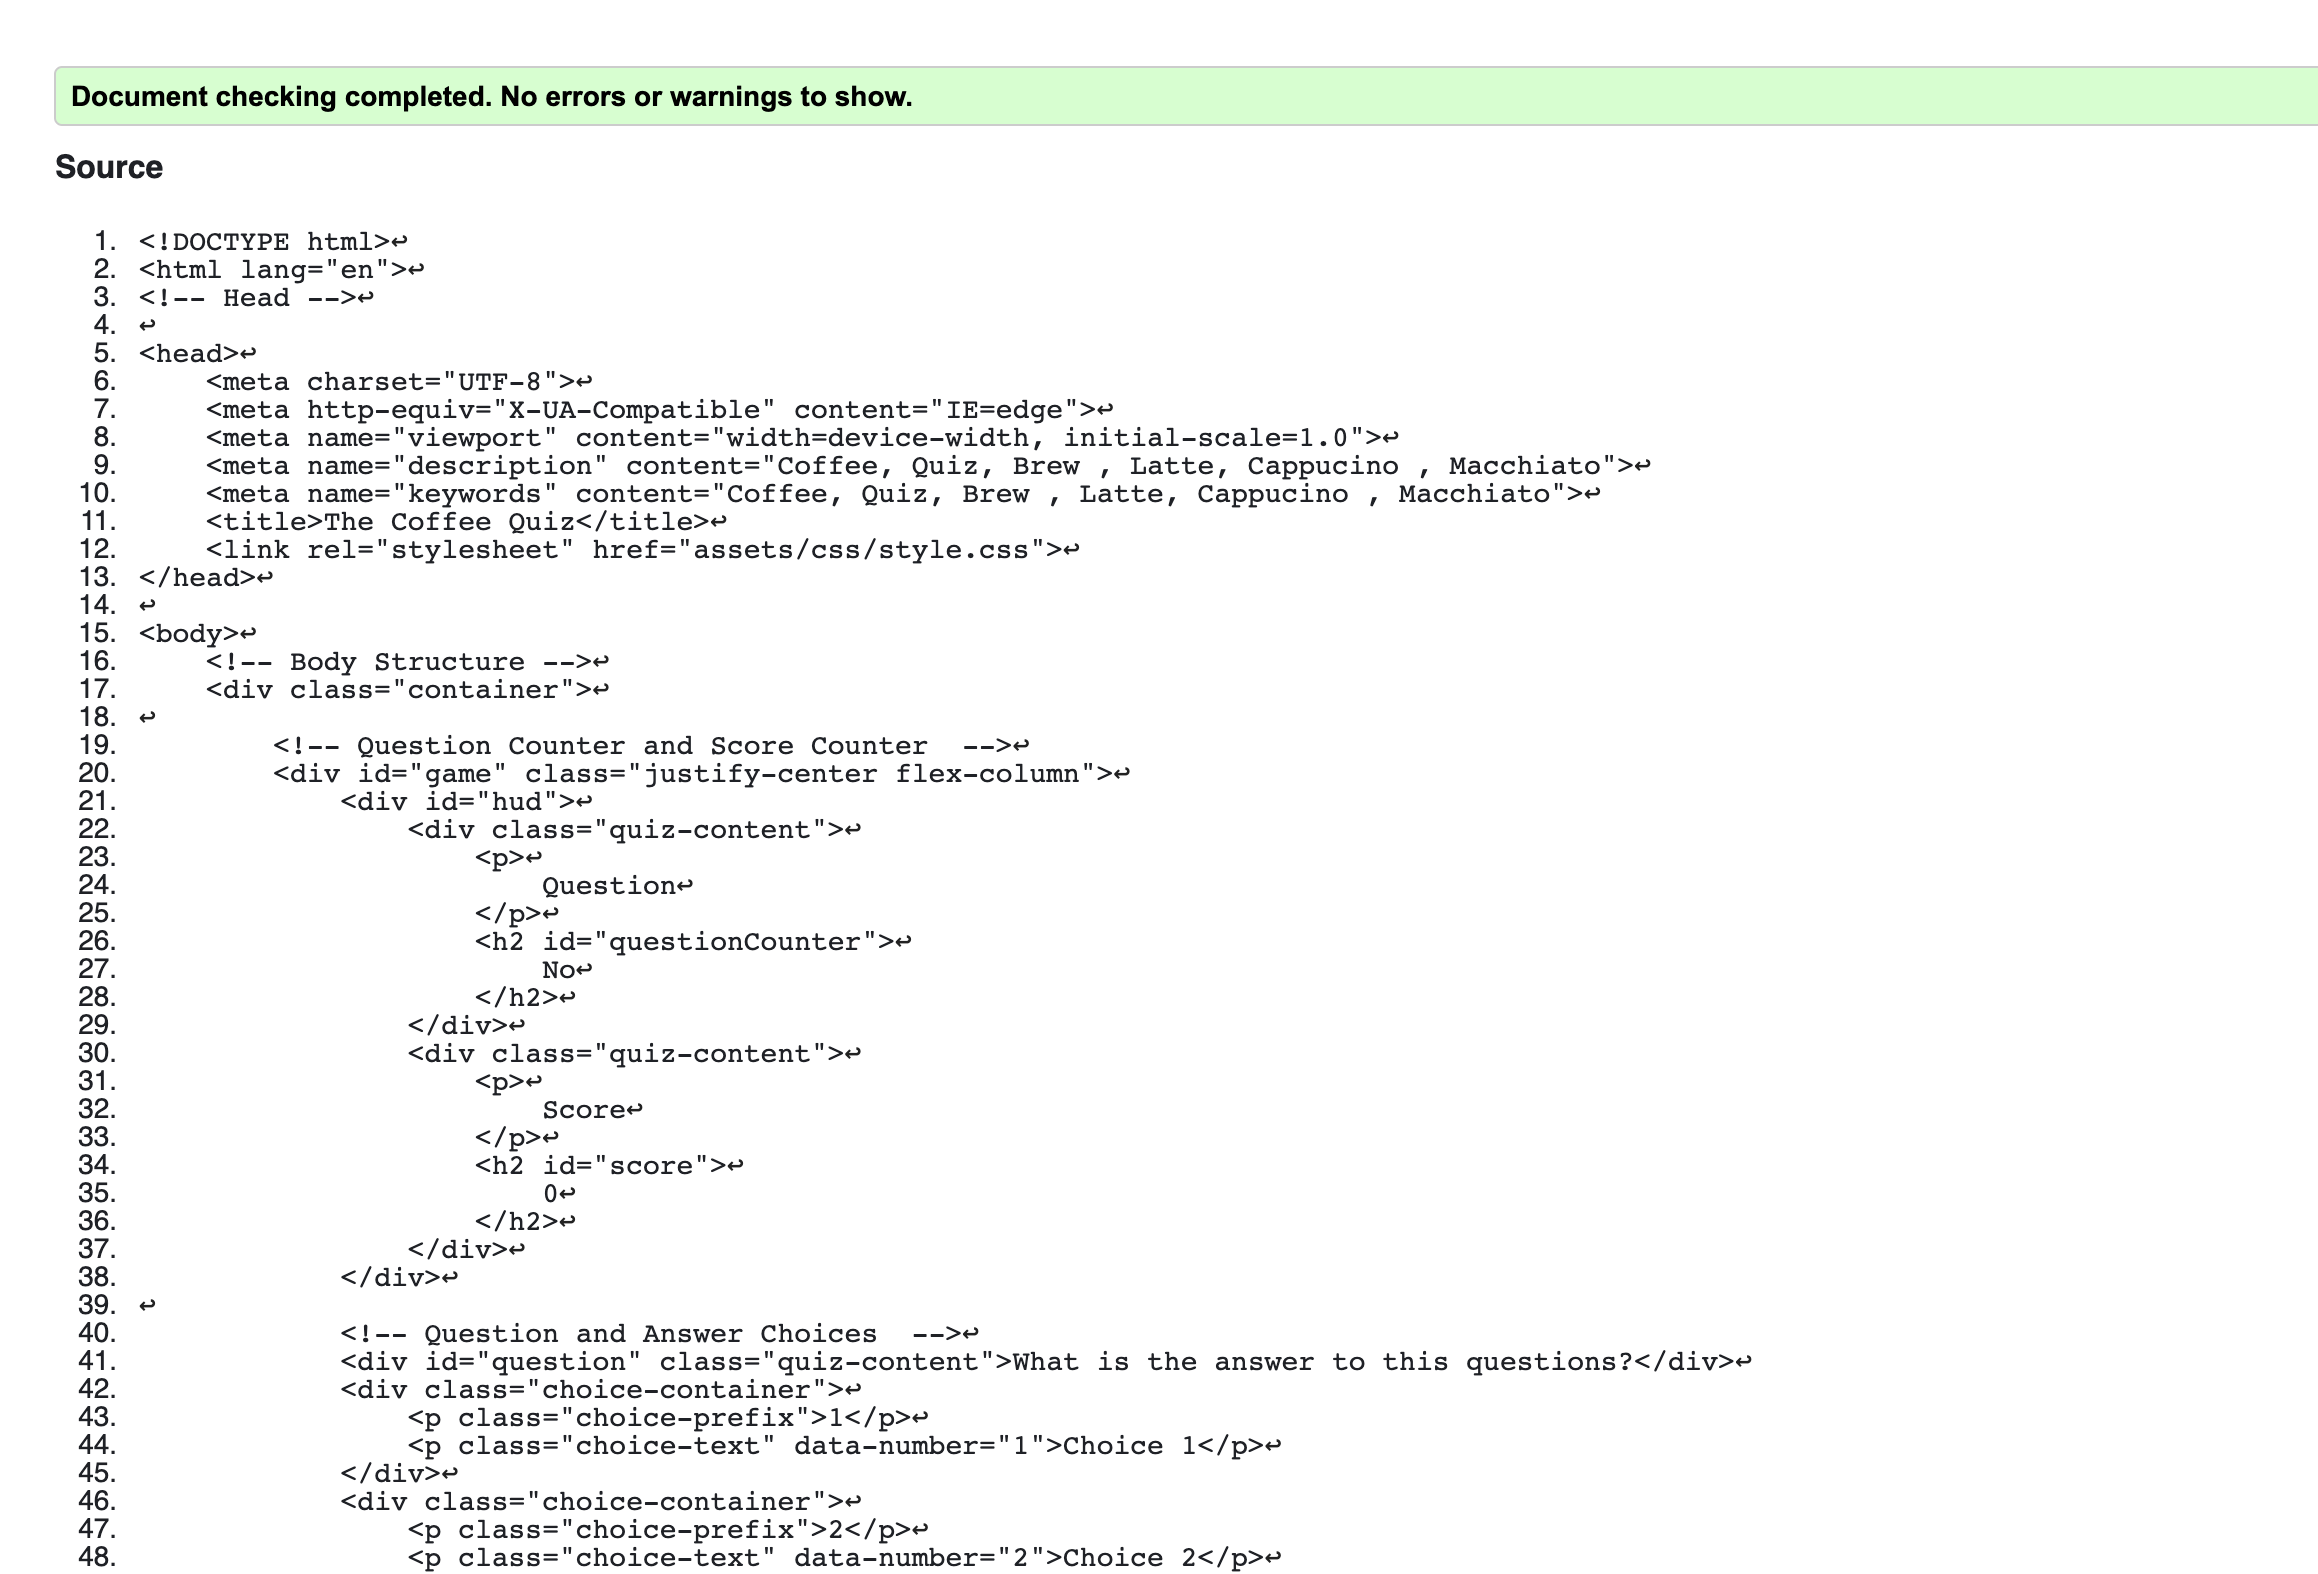 Document checking completed. No errors or warnings to show.
Source
1. <!DOCTYPE html>↩
2. <html lang="en">↩
3. <!-- Head -->↩
4. ↩
5. <head>↩
6.     <meta charset="UTF-8">↩
7.     <meta http-equiv="X-UA-Compatible" content="IE=edge">↩
8.     <meta name="viewport" content="width=device-width, initial-scale=1.0">↩
9.     <meta name="description" content="Coffee, Quiz, Brew , Latte, Cappucino , Macchiato">↩
10.     <meta name="keywords" content="Coffee, Quiz, Brew , Latte, Cappucino , Macchiato">↩
11.     <title>The Coffee Quiz</title>↩
12.     <link rel="stylesheet" href="assets/css/style.css">↩
13. </head>↩
14. ↩
15. <body>↩
16.     <!-- Body Structure -->↩
17.     <div class="container">↩
18. ↩
19.         <!-- Question Counter and Score Counter  -->↩
20.         <div id="game" class="justify-center flex-column">↩
21.             <div id="hud">↩
22.                 <div class="quiz-content">↩
23.                     <p>↩
24.                         Question↩
25.                     </p>↩
26.                     <h2 id="questionCounter">↩
27.                         No↩
28.                     </h2>↩
29.                 </div>↩
30.                 <div class="quiz-content">↩
31.                     <p>↩
32.                         Score↩
33.                     </p>↩
34.                     <h2 id="score">↩
35.                         0↩
36.                     </h2>↩
37.                 </div>↩
38.             </div>↩
39. ↩
40.             <!-- Question and Answer Choices  -->↩
41.             <div id="question" class="quiz-content">What is the answer to this questions?</div>↩
42.             <div class="choice-container">↩
43.                 <p class="choice-prefix">1</p>↩
44.                 <p class="choice-text" data-number="1">Choice 1</p>↩
45.             </div>↩
46.             <div class="choice-container">↩
47.                 <p class="choice-prefix">2</p>↩
48.                 <p class="choice-text" data-number="2">Choice 2</p>↩